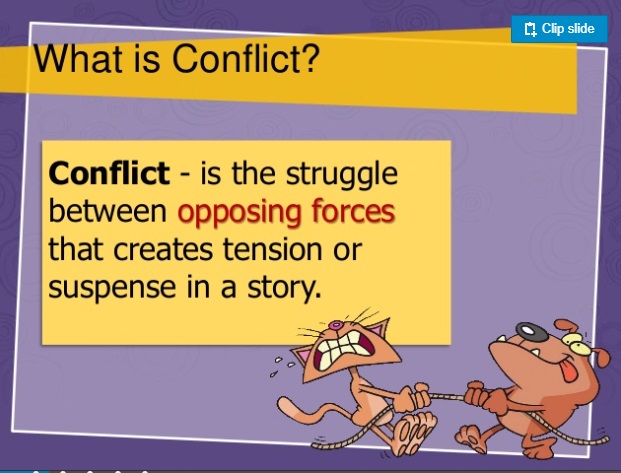 Clip slide
What is Conflict?
Conflict - is the struggle
between opposing forces
that creates tension or
suspense in a story.